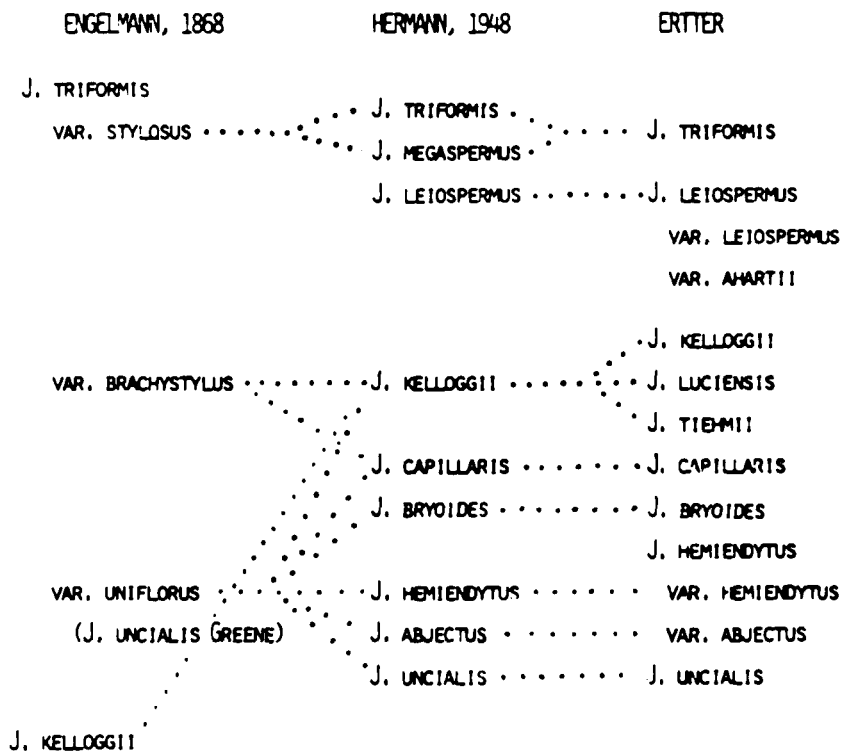 ENGELMANN, 1868 HERMANN, 1948 ERTTER
J. TRIFORMIS
VAR. STYLOSUS J. TRIFORMIS J. TRIFORMIS
J. MEGASPERMUS
J. LEIOSPERMUS J. LEIOSPERMUS
VAR. LEIOSPERMUS
VAR. AHARTII
J. KELLOGGII
VAR. BRACHYSTYLUS J. KELLOGGII J. LUCIENSIS
J. TIEHMII
J. CAPILLARIS J. CAPILLARIS
J. BRYOIDES J. BRYOIDES
J. HEMIENDYTUS
VAR. UNIFLORUS J. HEMIENDYTUS VAR. HEMIENDYTUS
(J. UNCIALIS GREENE) J. ABJECTUS VAR. ABJECTUS
J. UNCIALIS J. UNCIALIS
J. KELLOGGII